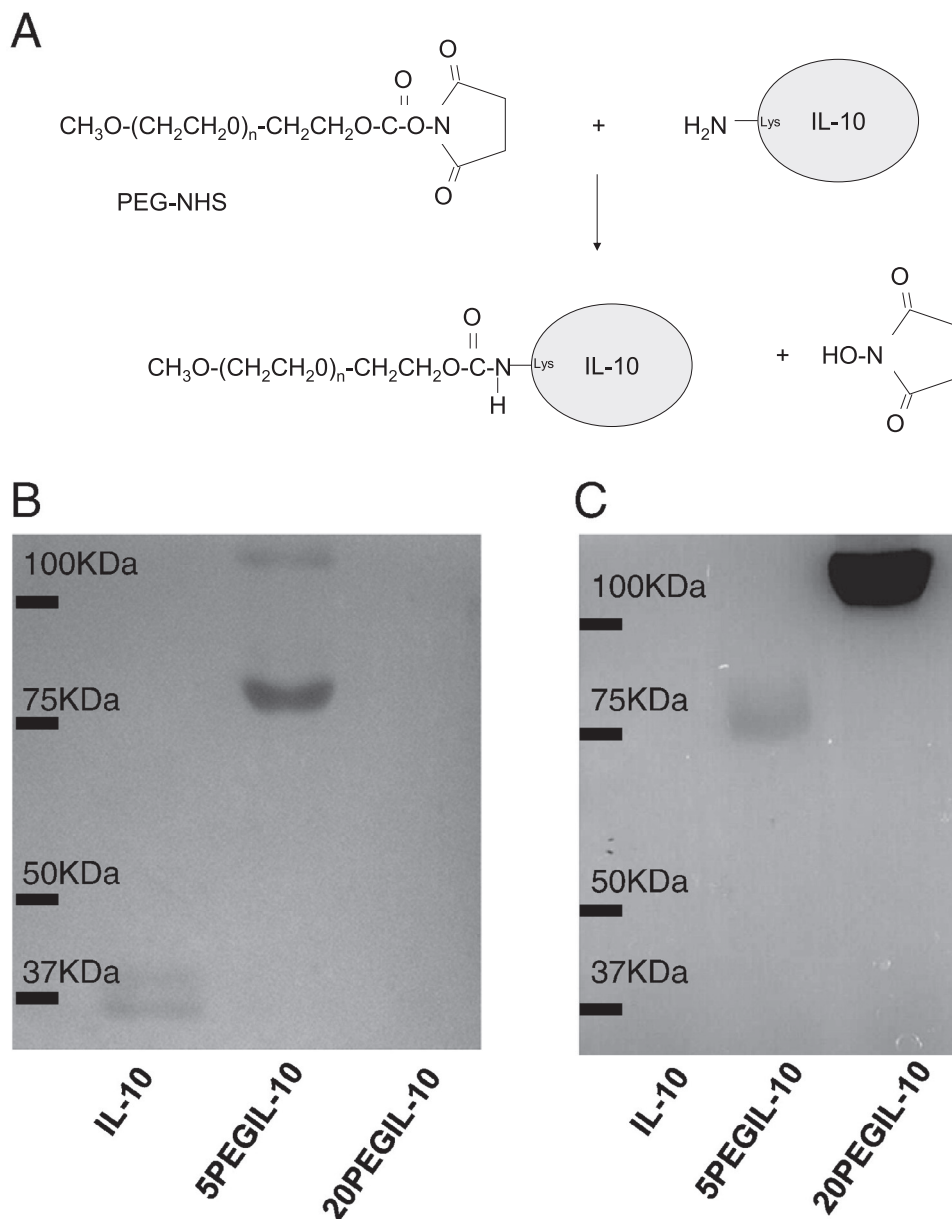 A
O
O
CH₃O-(CH₂CH₂0)ₙ-CH₂CH₂O-C-O-N
+
H₂N
Lys
IL-10
O
PEG-NHS
O
O
CH₃O-(CH₂CH₂0)ₙ-CH₂CH₂O-C-N
H
Lys
IL-10
+
HO-N
O
B
100KDa
75KDa
50KDa
37KDa
IL-10
5PEGIL-10
20PEGIL-10
C
100KDa
75KDa
50KDa
37KDa
IL-10
5PEGIL-10
20PEGIL-10